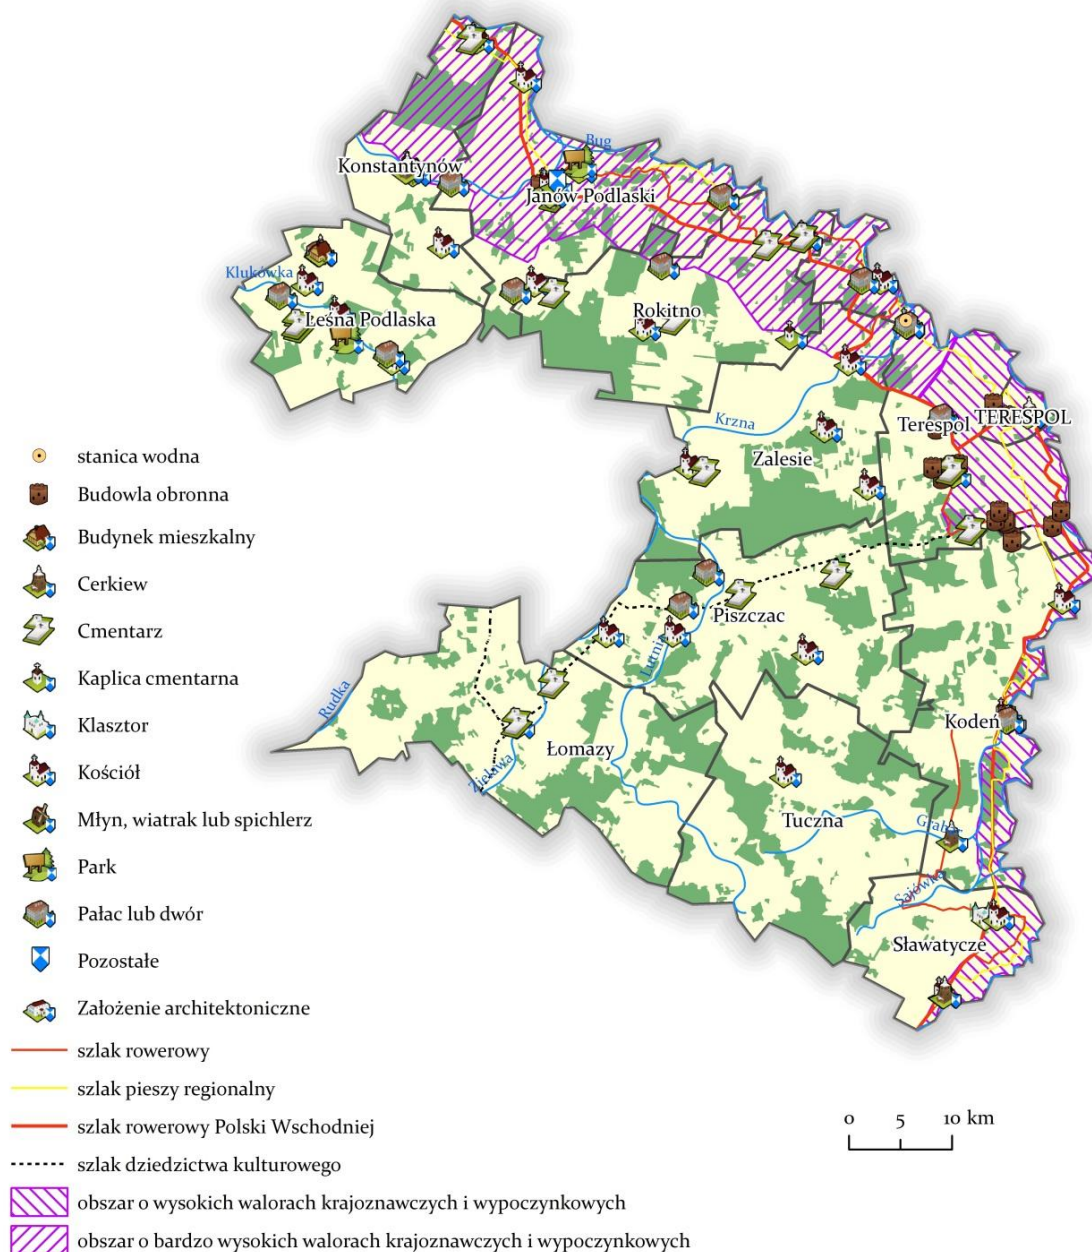 Bug
Konstantynów
Janów Podlaski
Klukówka
Leśna Podlaska
Rokitno
Krzna
Terespol
TERESPOL
Zalesie
Piszczac
Lutnia
Rudka
Łomazy
Zielawa
Kodeń
Tuczna
Grabar
Sajówka
Sławatycze
stanica wodna
Budowla obronna
Budynek mieszkalny
Cerkiew
Cmentarz
Kaplica cmentarna
Klasztor
Kościół
Młyn, wiatrak lub spichlerz
Park
Pałac lub dwór
Pozostałe
Założenie architektoniczne
szlak rowerowy
szlak pieszy regionalny
szlak rowerowy Polski Wschodniej
szlak dziedzictwa kulturowego
obszar o wysokich walorach krajoznawczych i wypoczynkowych
obszar o bardzo wysokich walorach krajoznawczych i wypoczynkowych
0 5 10 km